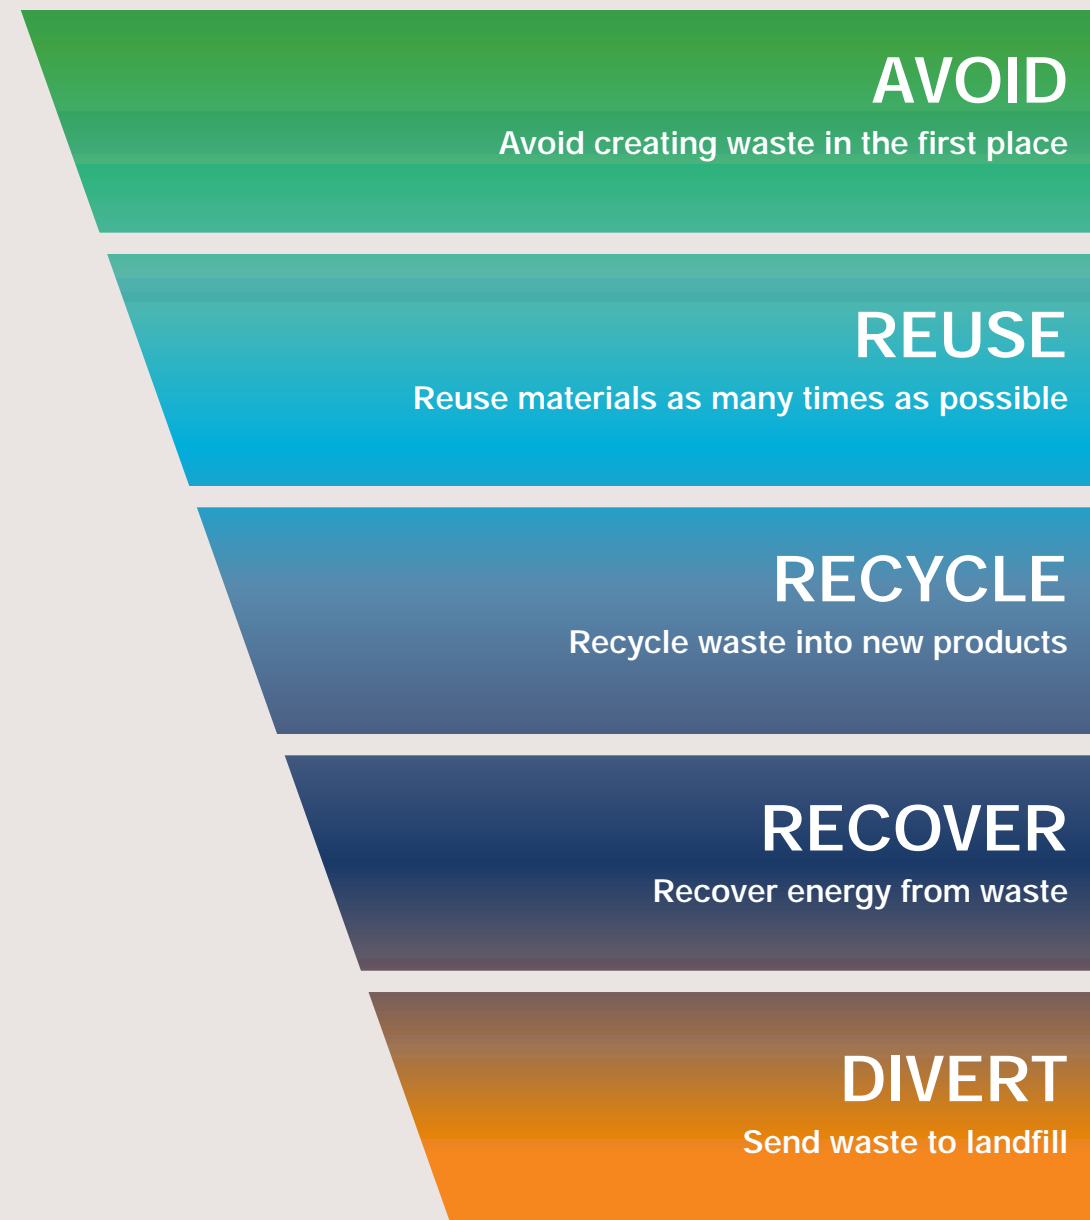 AVOID
Avoid creating waste in the first place
REUSE
Reuse materials as many times as possible
RECYCLE
Recycle waste into new products
RECOVER
Recover energy from waste
DIVERT
Send waste to landfill